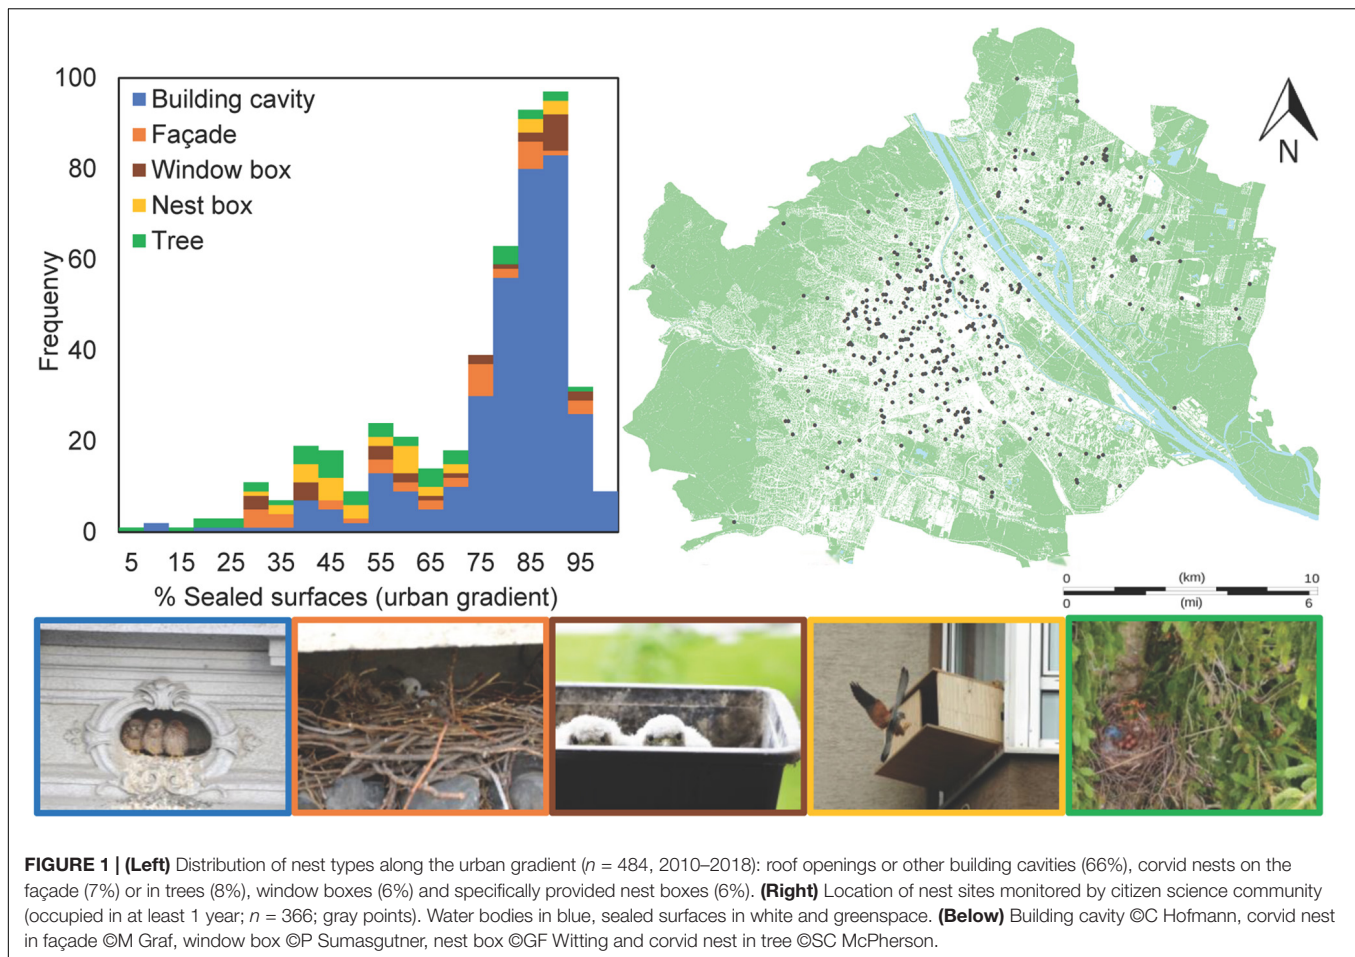 100
80
60
40
20
0
Frequenvy
Building cavity
Façade
Window box
Nest box
Tree
5 15 25 35 45 55 65 75 85 95
% Sealed surfaces (urban gradient)
N
0 (km) 10
0 (mi) 6
FIGURE 1 | (Left) Distribution of nest types along the urban gradient (n = 484, 2010–2018): roof openings or other building cavities (66%), corvid nests on the
façade (7%) or in trees (8%), window boxes (6%) and specifically provided nest boxes (6%). (Right) Location of nest sites monitored by citizen science community
(occupied in at least 1 year; n = 366; gray points). Water bodies in blue, sealed surfaces in white and greenspace. (Below) Building cavity ©C Hofmann, corvid nest
in façade ©M Graf, window box ©P Sumasgutner, nest box ©GF Witting and corvid nest in tree ©SC McPherson.